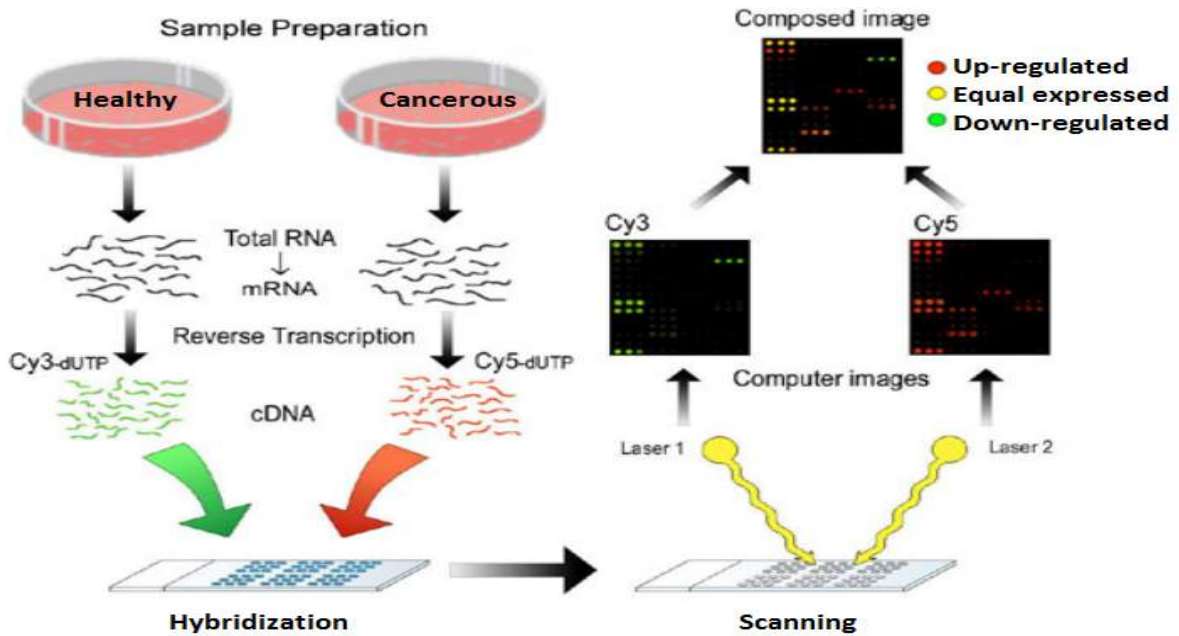 Sample Preparation
Healthy
Cancerous
Total RNA
mRNA
Reverse Transcription
Cy3-dUTP
Cy5-dUTP
cDNA
Hybridization
Composed image
Up-regulated
Equal expressed
Down-regulated
Cy3
Cy5
Computer images
Laser 1
Laser 2
Scanning